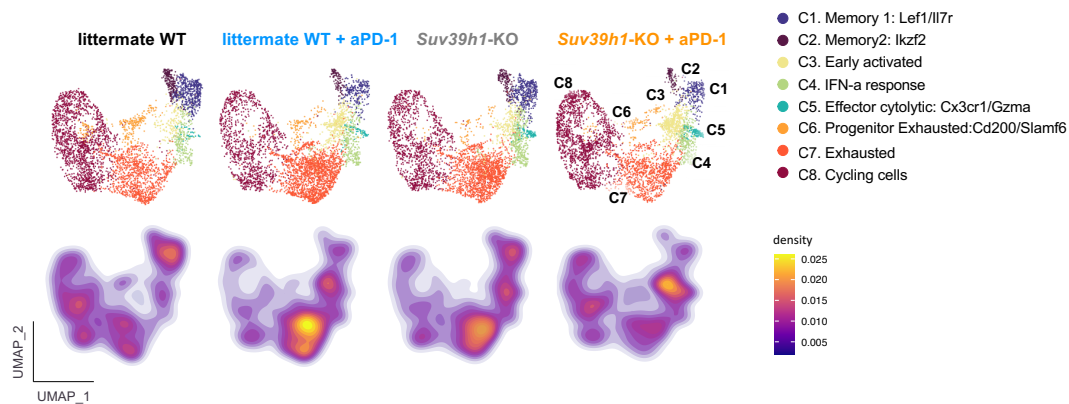 littermate WT
littermate WT + aPD-1
Suv39h1-KO
Suv39h1-KO + aPD-1
C8
C6
C3
C2
C1
C5
C4
C7
C1. Memory 1: Lef1/Il7r
C2. Memory2: Ikzf2
C3. Early activated
C4. IFN-a response
C5. Effector cytolytic: Cx3cr1/Gzma
C6. Progenitor Exhausted:Cd200/Slamf6
C7. Exhausted
C8. Cycling cells
density
0.025
0.020
0.015
0.010
0.005
UMAP_2
UMAP_1